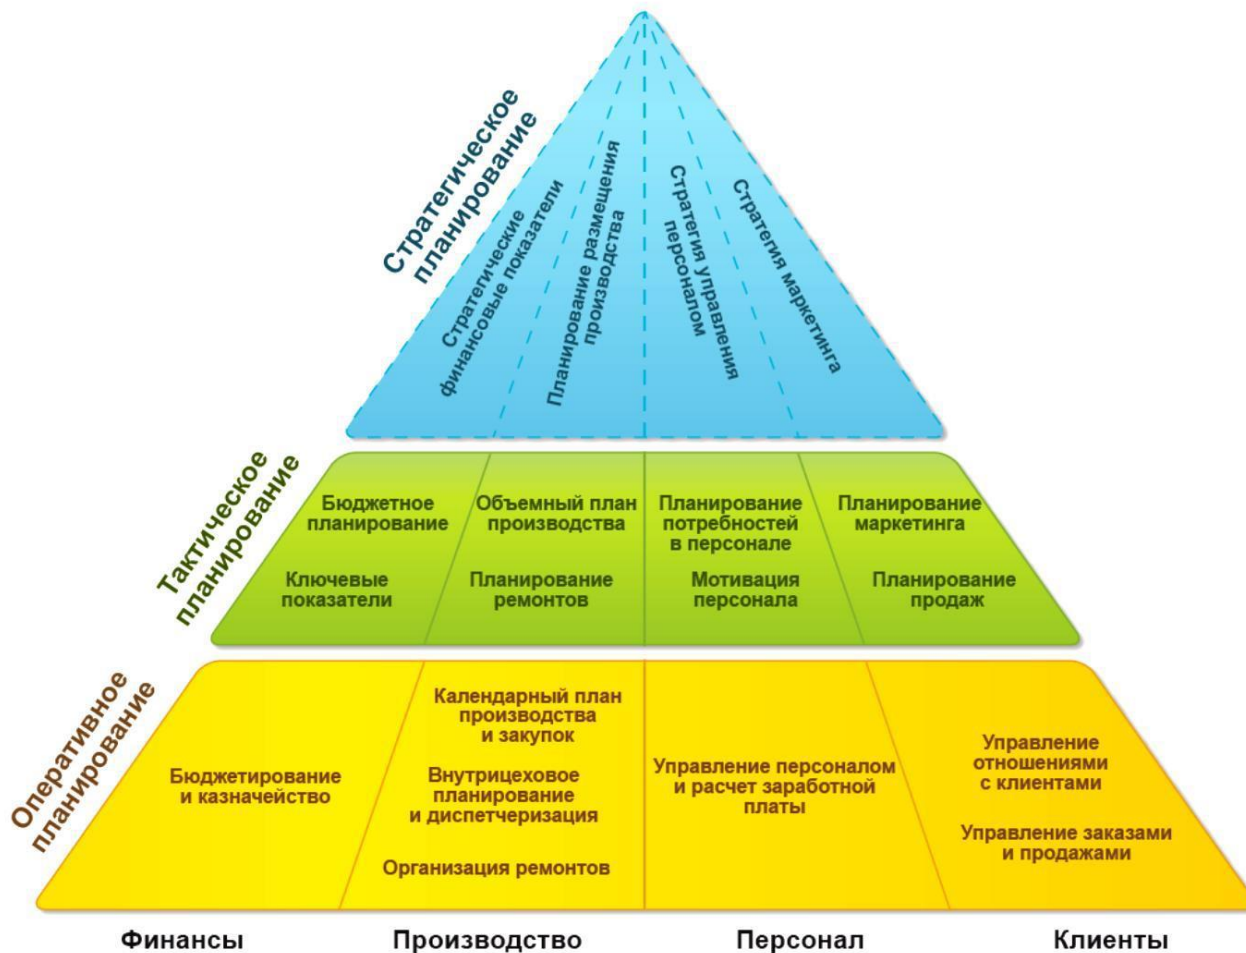 Стратегическое
планирование
Стратегические
финансовые показатели
Планирование размещения
производства
Стратегия управления
персоналом
Стратегия маркетинга
Тактическое
планирование
Бюджетное
планирование
Ключевые
показатели
Объемный план
производства
Планирование
ремонтов
Планирование
потребностей
в персонале
Мотивация
персонала
Планирование
маркетинга
Планирование
продаж
Оперативное
планирование
Бюджетирование
и казначейство
Календарный план
производства
и закупок
Внутрицеховое
планирование
и диспетчеризация
Организация ремонтов
Управление персоналом
и расчет заработной
платы
Управление
отношениями
с клиентами
Управление заказами
и продажами
Финансы
Производство
Персонал
Клиенты